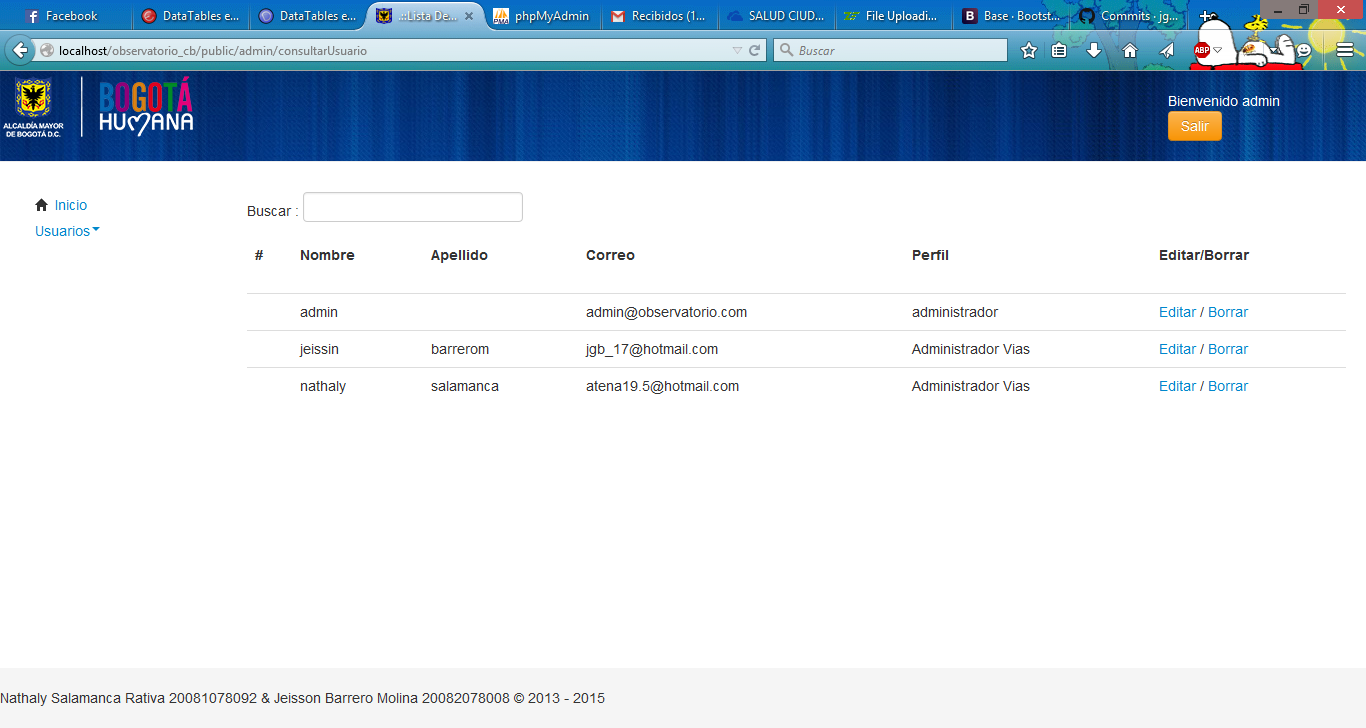 Facebook
DataTables e...
DataTables e...
.::Lista De...
phpMyAdmin
Recibidos (1...
SALUD CIUD...
File Uploadi...
Base · Bootst...
Commits · jg...
localhost/observatorio_cb/public/admin/consultarUsuario
Buscar
ABP
ALCALDÍA MAYOR
DE BOGOTÁ D.C.
BOGOTÁ
HUMANA
Bienvenido admin
Salir
Inicio
Usuarios
Buscar :
# Nombre Apellido Correo Perfil Editar/Borrar
admin admin@observatorio.com administrador Editar / Borrar
jeissin barrerom jgb_17@hotmail.com Administrador Vias Editar / Borrar
nathaly salamanca atena19.5@hotmail.com Administrador Vias Editar / Borrar
Nathaly Salamanca Rativa 20081078092 & Jeisson Barrero Molina 20082078008 © 2013 - 2015